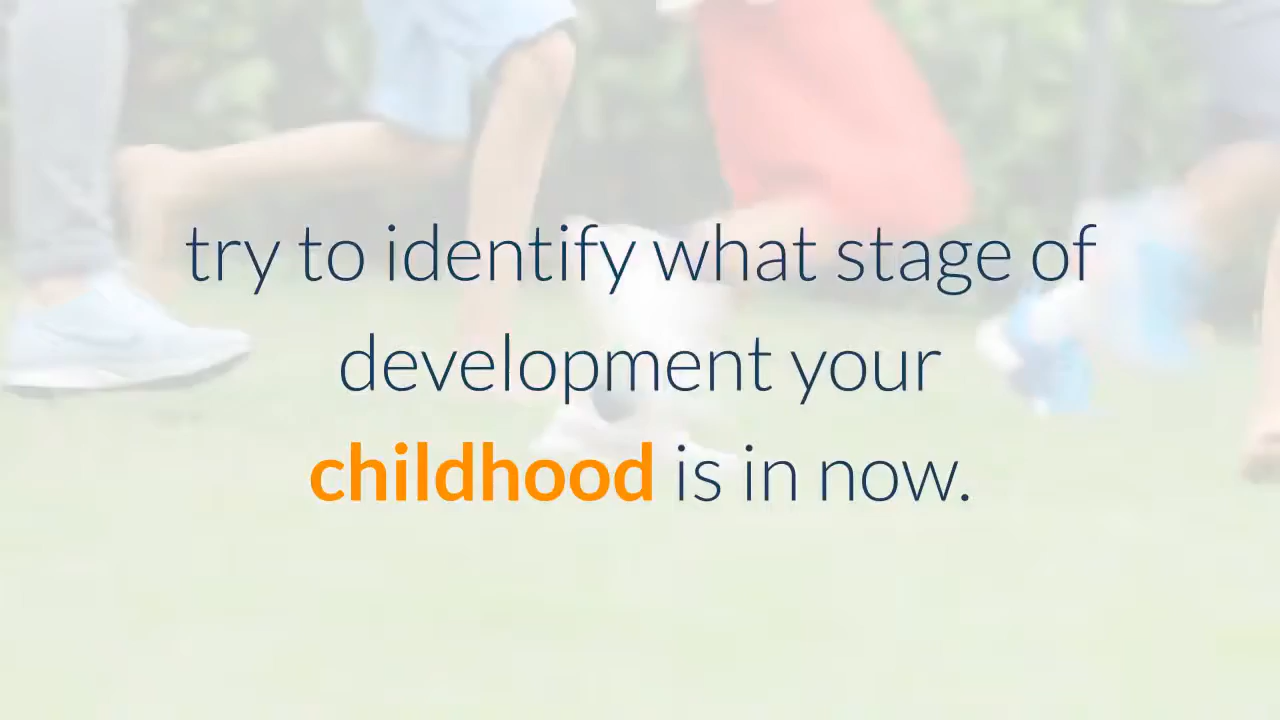 try to identify what stage of
development your
childhood is in now.